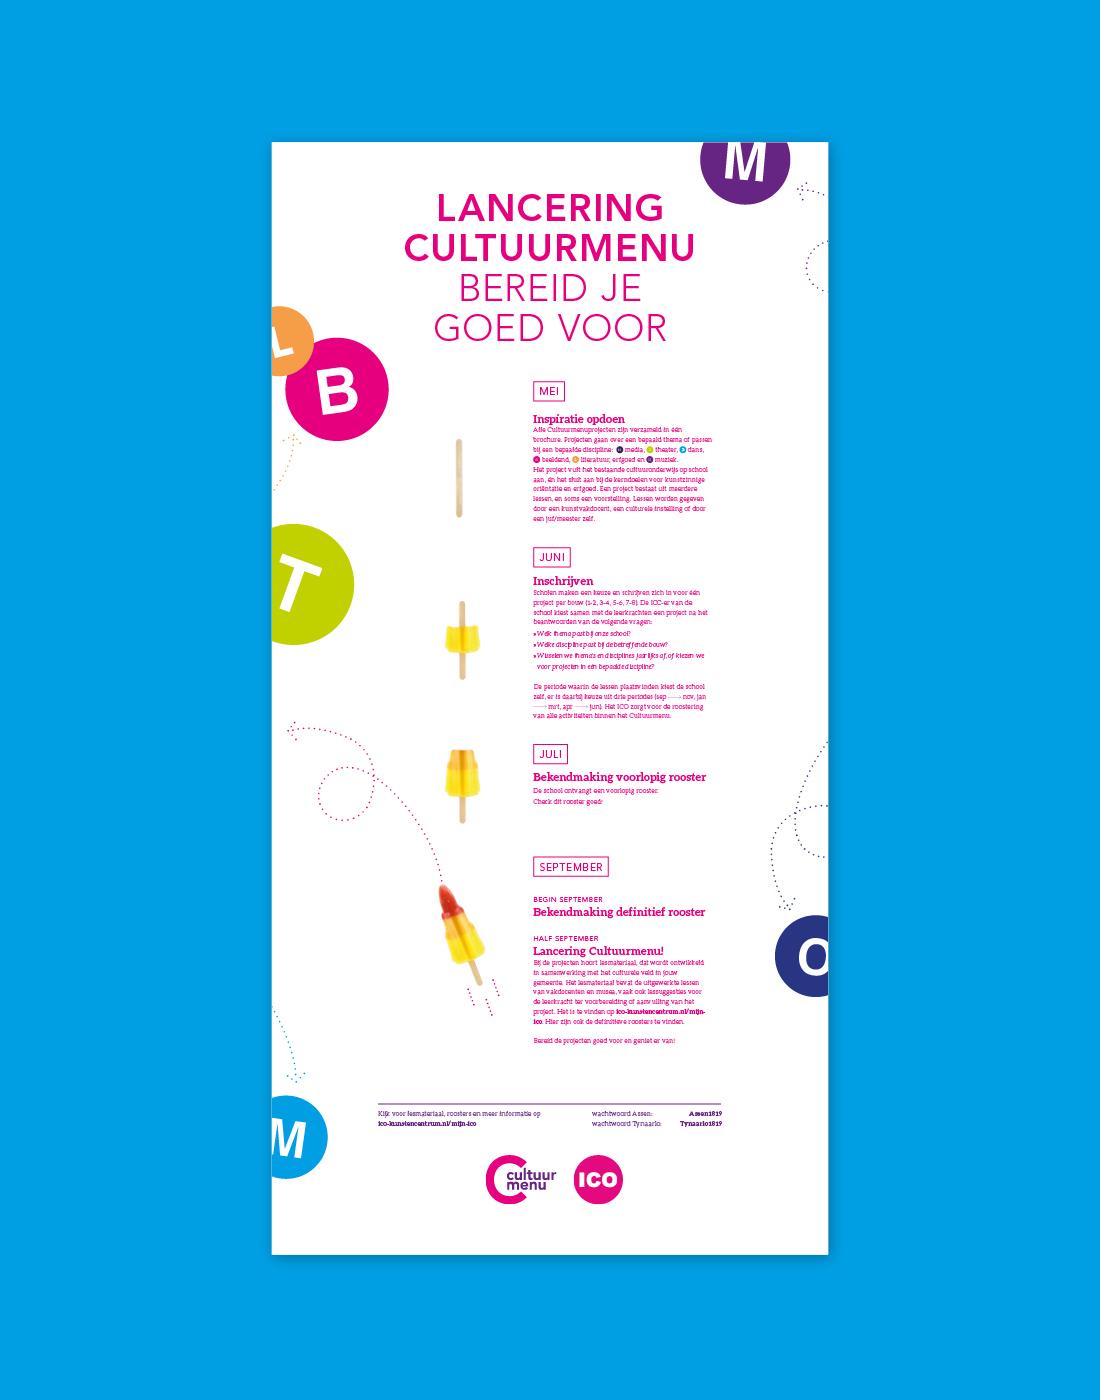 M
LANCERING
CULTUURMENU
BEREID JE
GOED VOOR
L
B
MEI
Inspiratie opdoen
Alle Cultuurmenuprojecten zijn verzameld in één
brochure. Projecten gaan over een bepaald thema of passen
bij een bepaalde discipline: media, theater, dans,
beeldend, literatuur, erfgoed en muziek.
Het project vult het bestaande cultuuronderwijs op school
aan, én het sluit aan bij de kerndoelen voor kunstzinnige
oriëntatie en erfgoed. Een project bestaat uit meerdere
lessen, en soms een voorstelling. Lessen worden gegeven
door een kunstvakdocent, een culturele instelling of door
een juf/meester zelf.
T
JUNI
Inschrijven
Scholen maken een keuze en schrijven zich in voor één
project per bouw (1-2, 3-4, 5-6, 7-8). De ICC-er van de
school kiest samen met de leerkrachten een project na het
beantwoorden van de volgende vragen:
» Welk thema past bij onze school?
» Welke discipline past bij de betreffende bouw?
» Wisselen we thema's en disciplines jaarlijks af, of kiezen we
voor projecten in één bepaalde discipline?
De periode waarin de lessen plaatsvinden kiest de school
zelf, er is daarbij keuze uit drie periodes (sep ····> nov, jan
····> mrt, apr ····> jun). Het ICO zorgt voor de roostering
van alle activiteiten binnen het Cultuurmenu.
JULI
Bekendmaking voorlopig rooster
De school ontvangt een voorlopig rooster.
Check dit rooster goed!
SEPTEMBER
BEGIN SEPTEMBER
Bekendmaking definitief rooster
HALF SEPTEMBER
Lancering Cultuurmenu!
Bij de projecten hoort lesmateriaal, dat wordt ontwikkeld
in samenwerking met het culturele veld in jouw
gemeente. Het lesmateriaal bevat de uitgewerkte lessen
van vakdocenten en musea, vaak ook lessuggesties voor
de leerkracht ter voorbereiding of aanvulling van het
project. Het is te vinden op ico-kunstencentrum.nl/mijn-
ico. Hier zijn ook de definitieve roosters te vinden.
Bereid de projecten goed voor en geniet er van!
O
M
Kijk voor lesmateriaal, roosters en meer informatie op
ico-kunstencentrum.nl/mijn-ico
wachtwoord Assen: Assen1819
wachtwoord Tynaarlo: Tynaarlo1819
cultuur
menu
ICO